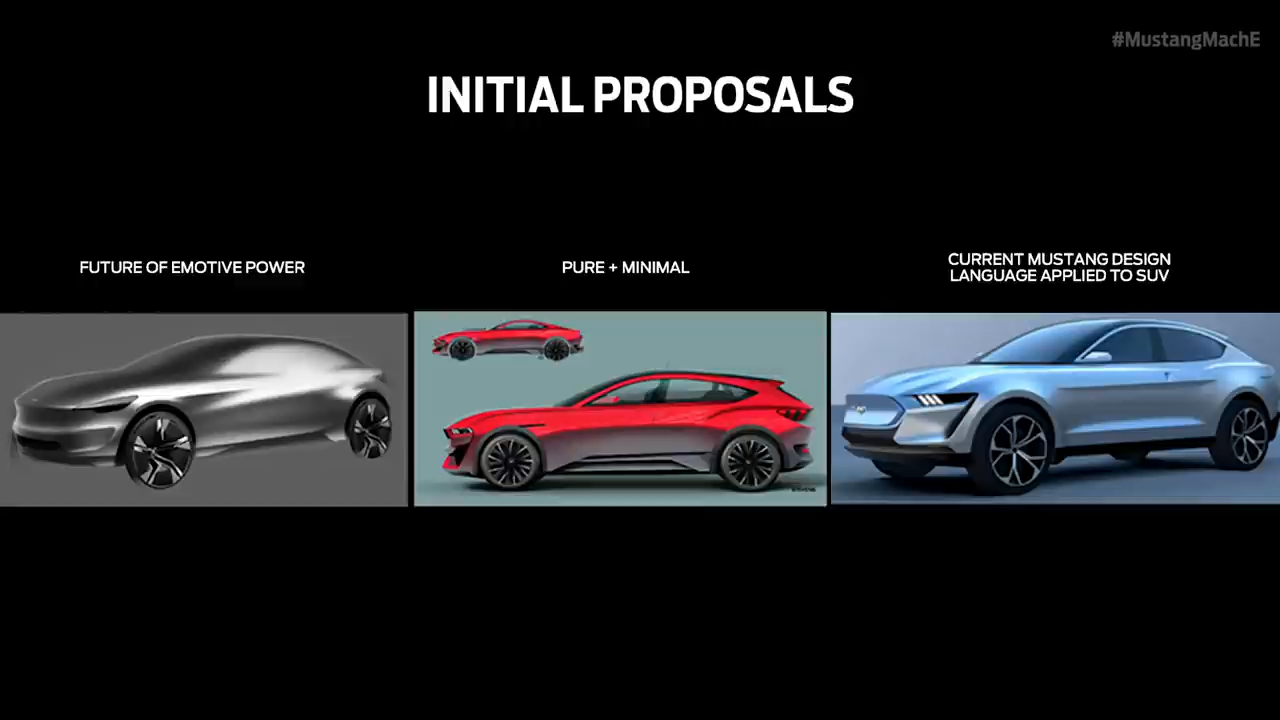 #MustangMachE
INITIAL PROPOSALS
FUTURE OF EMOTIVE POWER
PURE + MINIMAL
CURRENT MUSTANG DESIGN
LANGUAGE APPLIED TO SUV